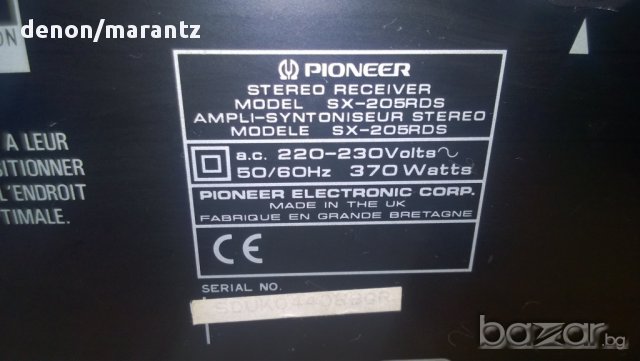 denon/marantz
ON
PIONEER
STEREO RECEIVER
MODEL SX-205RDS
AMPLI-SYNTONISEUR STEREO
MODELE SX-205RDS
a.c. 220-230Volts~
50/60Hz 370 Watts
PIONEER ELECTRONIC CORP.
MADE IN THE UK
FABRIQUE EN GRANDE BRETAGNE
CE
SERIAL NO.
A LEUR
SITIONNER
L'ENDROIT
TIMALE.
bazar.bg